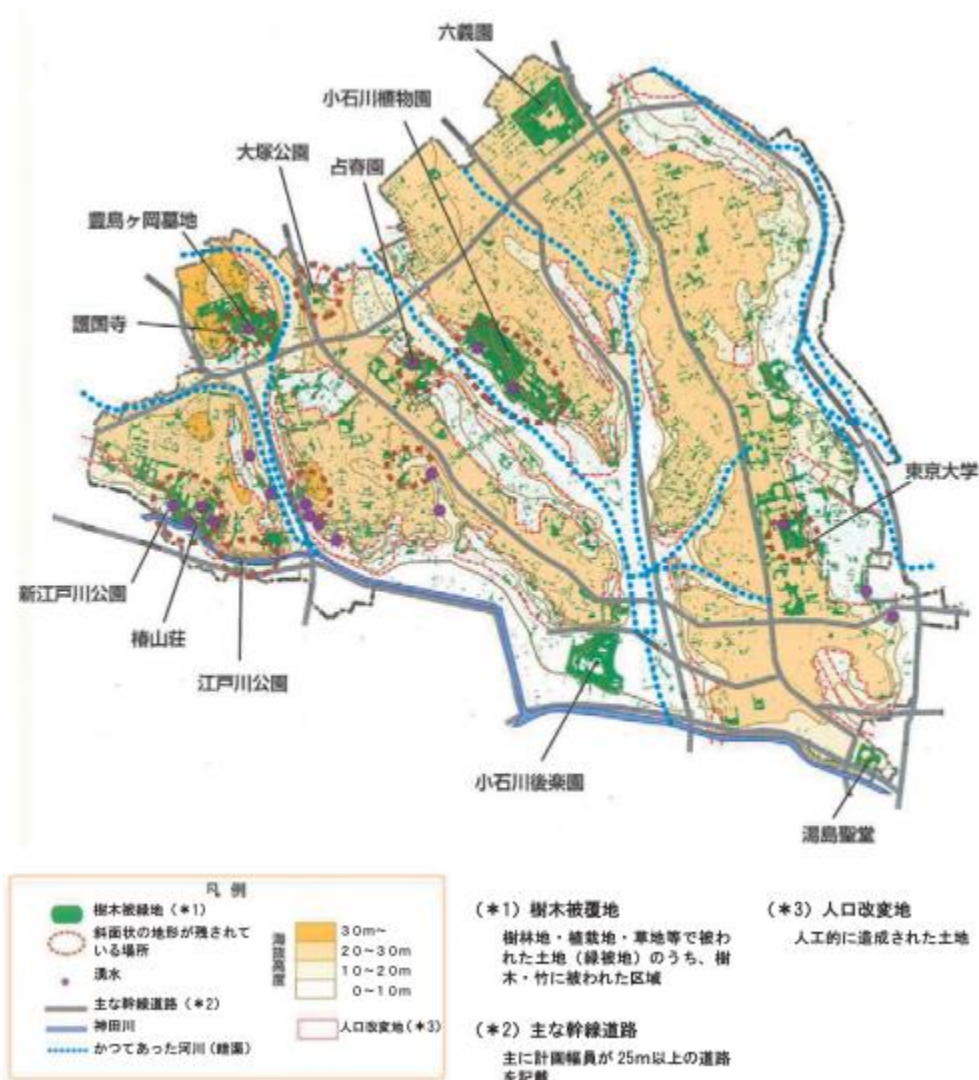 六義園
小石川植物園
大塚公園
占春園
豊島ヶ岡墓地
護国寺
東京大学
新江戸川公園
椿山荘
江戸川公園
小石川後楽園
湯島聖堂
凡 例
樹木被緑地（＊1）
斜面状の地形が残されて
いる場所
湧水
主な幹線道路（＊2）
神田川
かつてあった河川（暗渠）
海抜高度
30m～
20～30m
10～20m
0～10m
人口改変地（＊3）
（＊1）樹木被覆地
樹林地・植栽地・草地等で被わ
れた土地（緑被地）のうち、樹
木・竹に被われた区域
（＊2）主な幹線道路
主に計画幅員が 25m以上の道路
を記載
（＊3）人口改変地
人工的に造成された土地